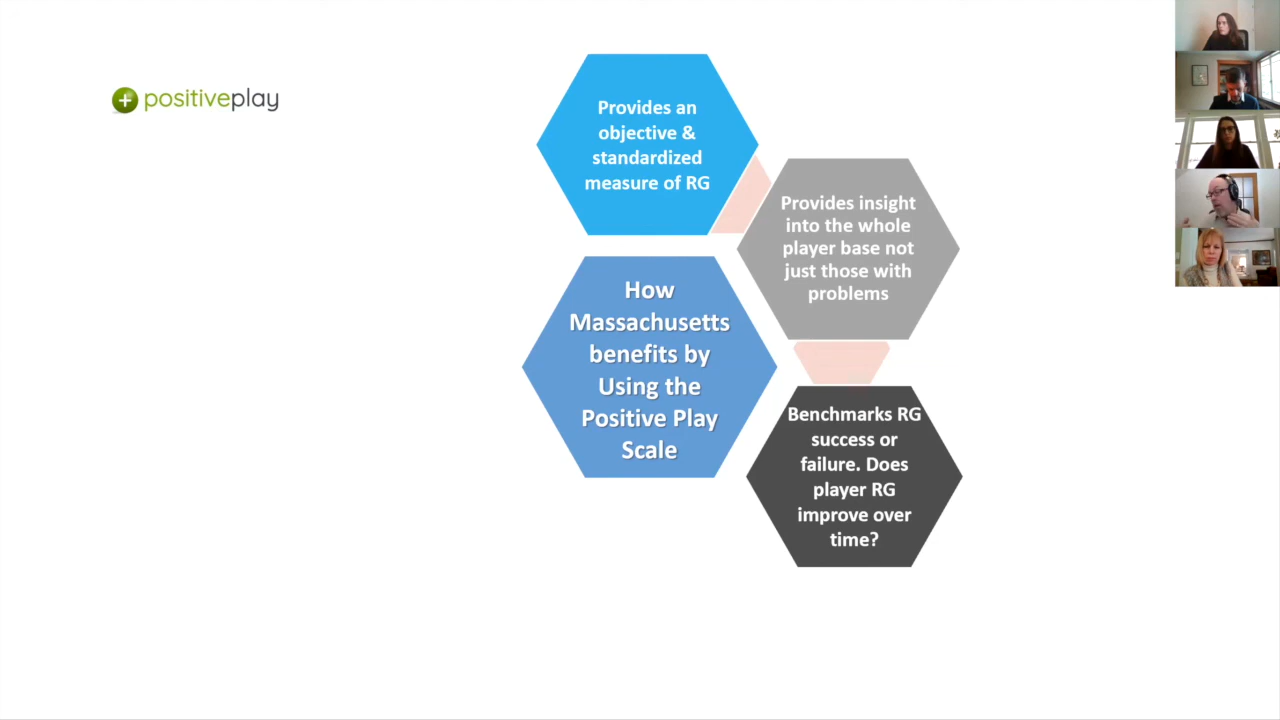 positiveplay
Provides an
objective &
standardized
measure of RG
Provides insight
into the whole
player base not
just those with
problems
How
Massachusetts
benefits by
Using the
Positive Play
Scale
Benchmarks RG
success or
failure. Does
player RG
improve over
time?